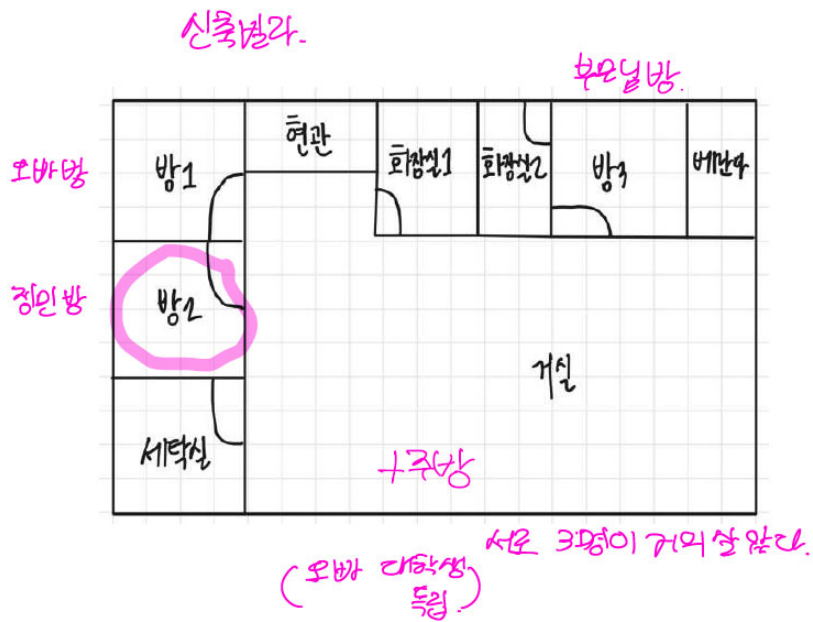 신축빌라.
부모님방.
현관
방1
화장실1
화장실2
방3
베란다
오빠방
정민방
방2
거실
세탁실
+주방
서로 3명이 거의 살았다.
(오빠 대학생
독립.)